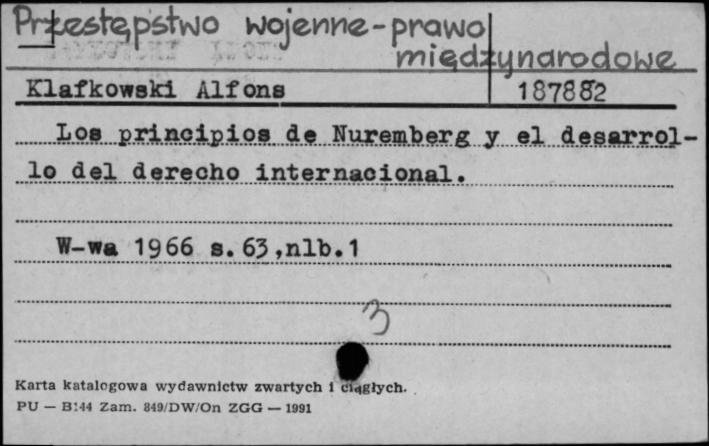 Przestępstwo wojenne-prawo
międzynarodowe
Klafkowski Alfons 187882
Los principios de Nuremberg y el desarrol-
lo del derecho internacional.
W-wa 1966 s.63,nlb.1
3
Karta katalogowa wydawnictw zwartych i ciągłych.
PU — B144 Zam. 849/DW/On ZGG — 1991